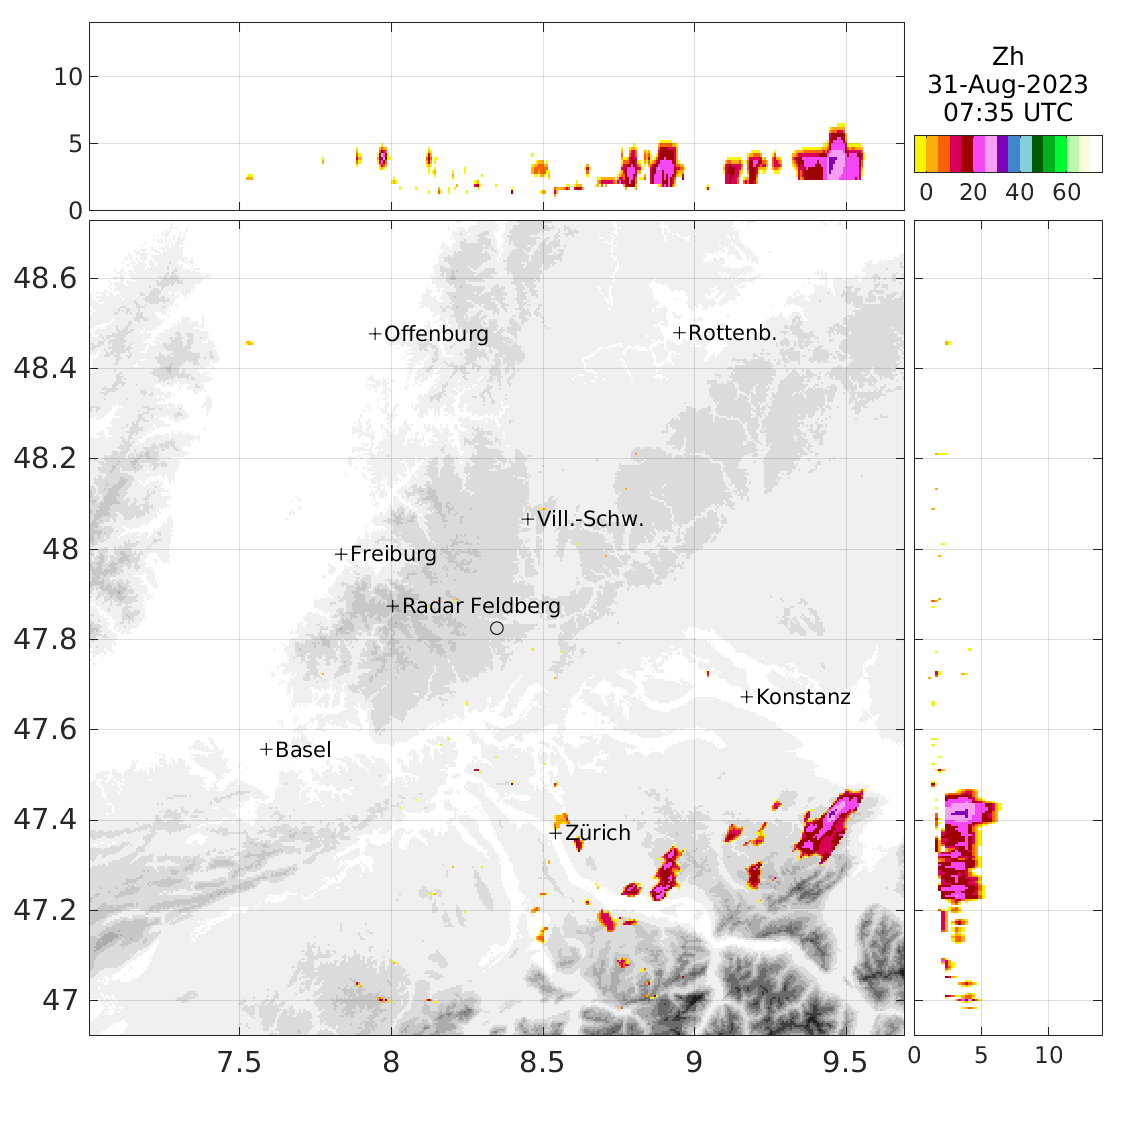 Zh
31-Aug-2023
07:35 UTC
10
5
0
0 20 40 60
48.6
48.4
48.2
48
47.8
47.6
47.4
47.2
47
Offenburg
Rottenb.
Vill.-Schw.
Freiburg
Radar Feldberg
Konstanz
Basel
Zürich
7.5 8 8.5 9 9.5
0 5 10